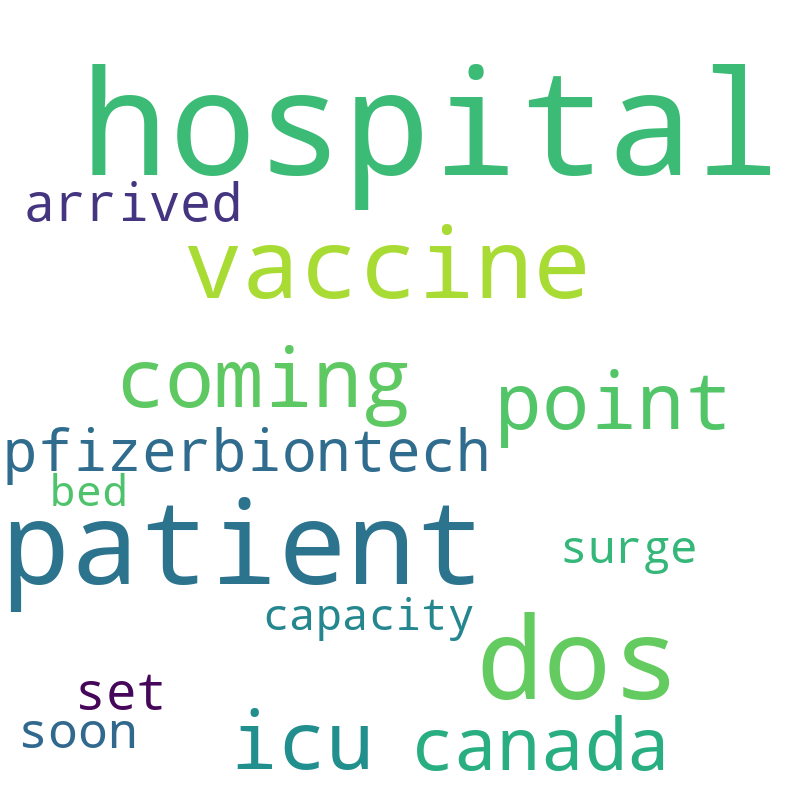 hospital
arrived
vaccine
coming
point
pfizerbiontech
bed
patient
surge
capacity
dos
set
soon
icu
canada